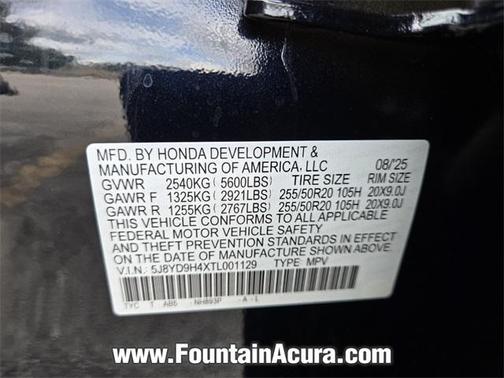 MFD. BY HONDA DEVELOPMENT &
MANUFACTURING OF AMERICA, LLC 08/'25
GVWR 2540KG( 5600LBS) TIRE SIZE RIM SIZE
GAWR F 1325KG( 2921LBS) 255/50R20 105H 20X9.0J
GAWR R 1255KG( 2767LBS) 255/50R20 105H 20X9.0J
THIS VEHICLE CONFORMS TO ALL APPLICABLE
FEDERAL MOTOR VEHICLE SAFETY STANDARDS
IN EFFECT ON THE DATE OF MANUFACTURE SHOWN ABOVE.
V.I.N.: 5J8YD9H4XTL001129 TYPE: MPV
TYC T AB5 NH893P -A-L
www.FountainAcura.com